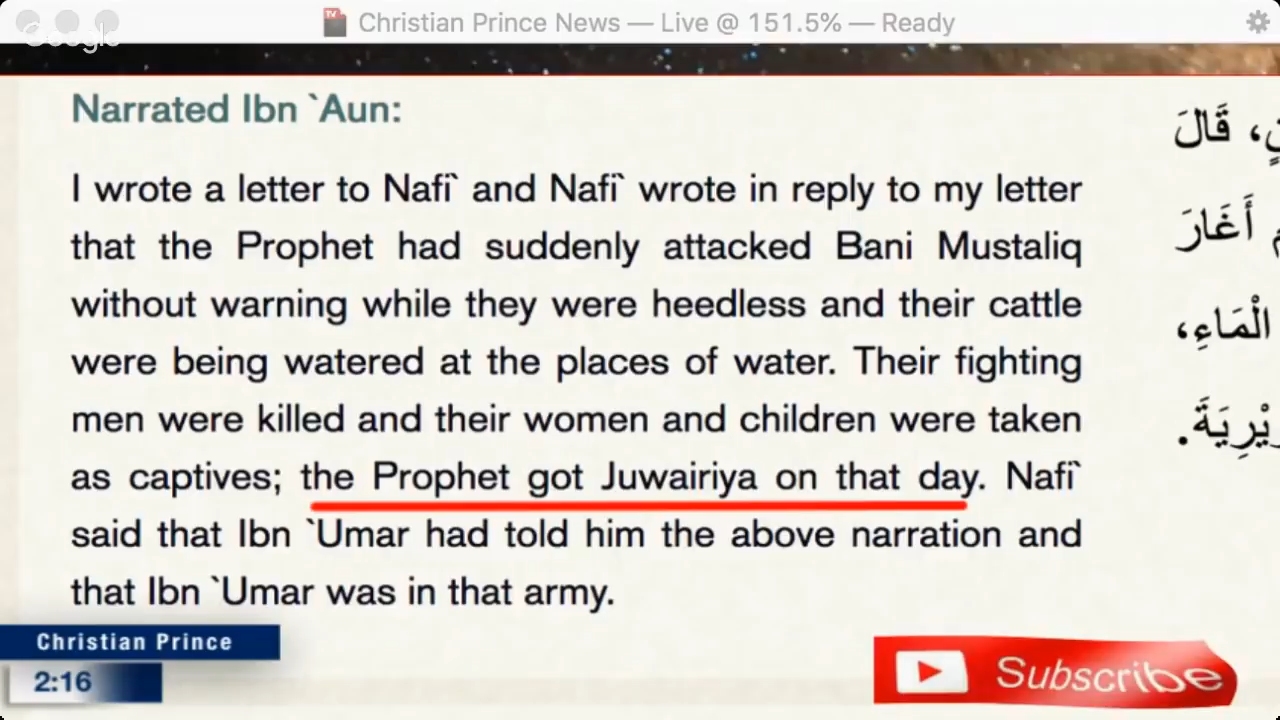 Christian Prince News — Live @ 151.5% — Ready
Google
Narrated Ibn `Aun:
I wrote a letter to Nafi` and Nafi` wrote in reply to my letter
that the Prophet had suddenly attacked Bani Mustaliq
without warning while they were heedless and their cattle
were being watered at the places of water. Their fighting
men were killed and their women and children were taken
as captives; the Prophet got Juwairiya on that day. Nafi`
said that Ibn `Umar had told him the above narration and
that Ibn `Umar was in that army.
قَالَ
أَغَارَ
الْمَاءِ،
Christian Prince
2:16
Subscribe